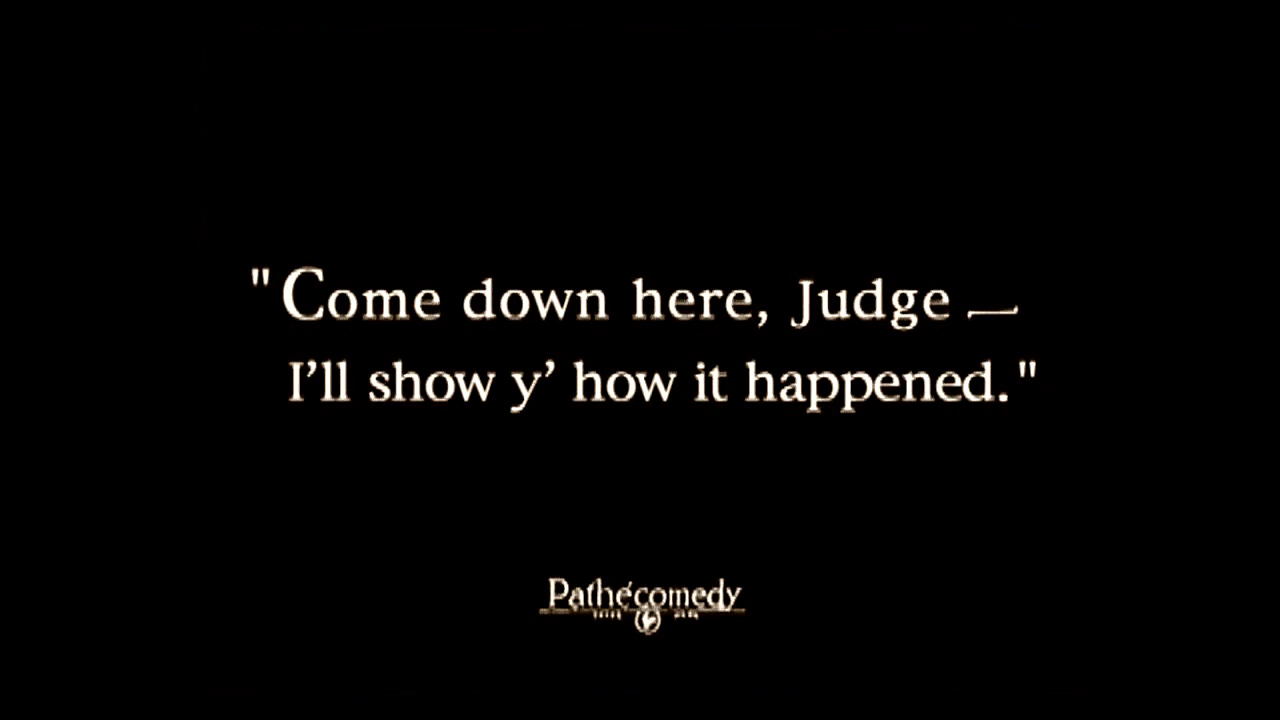 "Come down here, Judge —
I'll show y' how it happened."
Pathécomedy